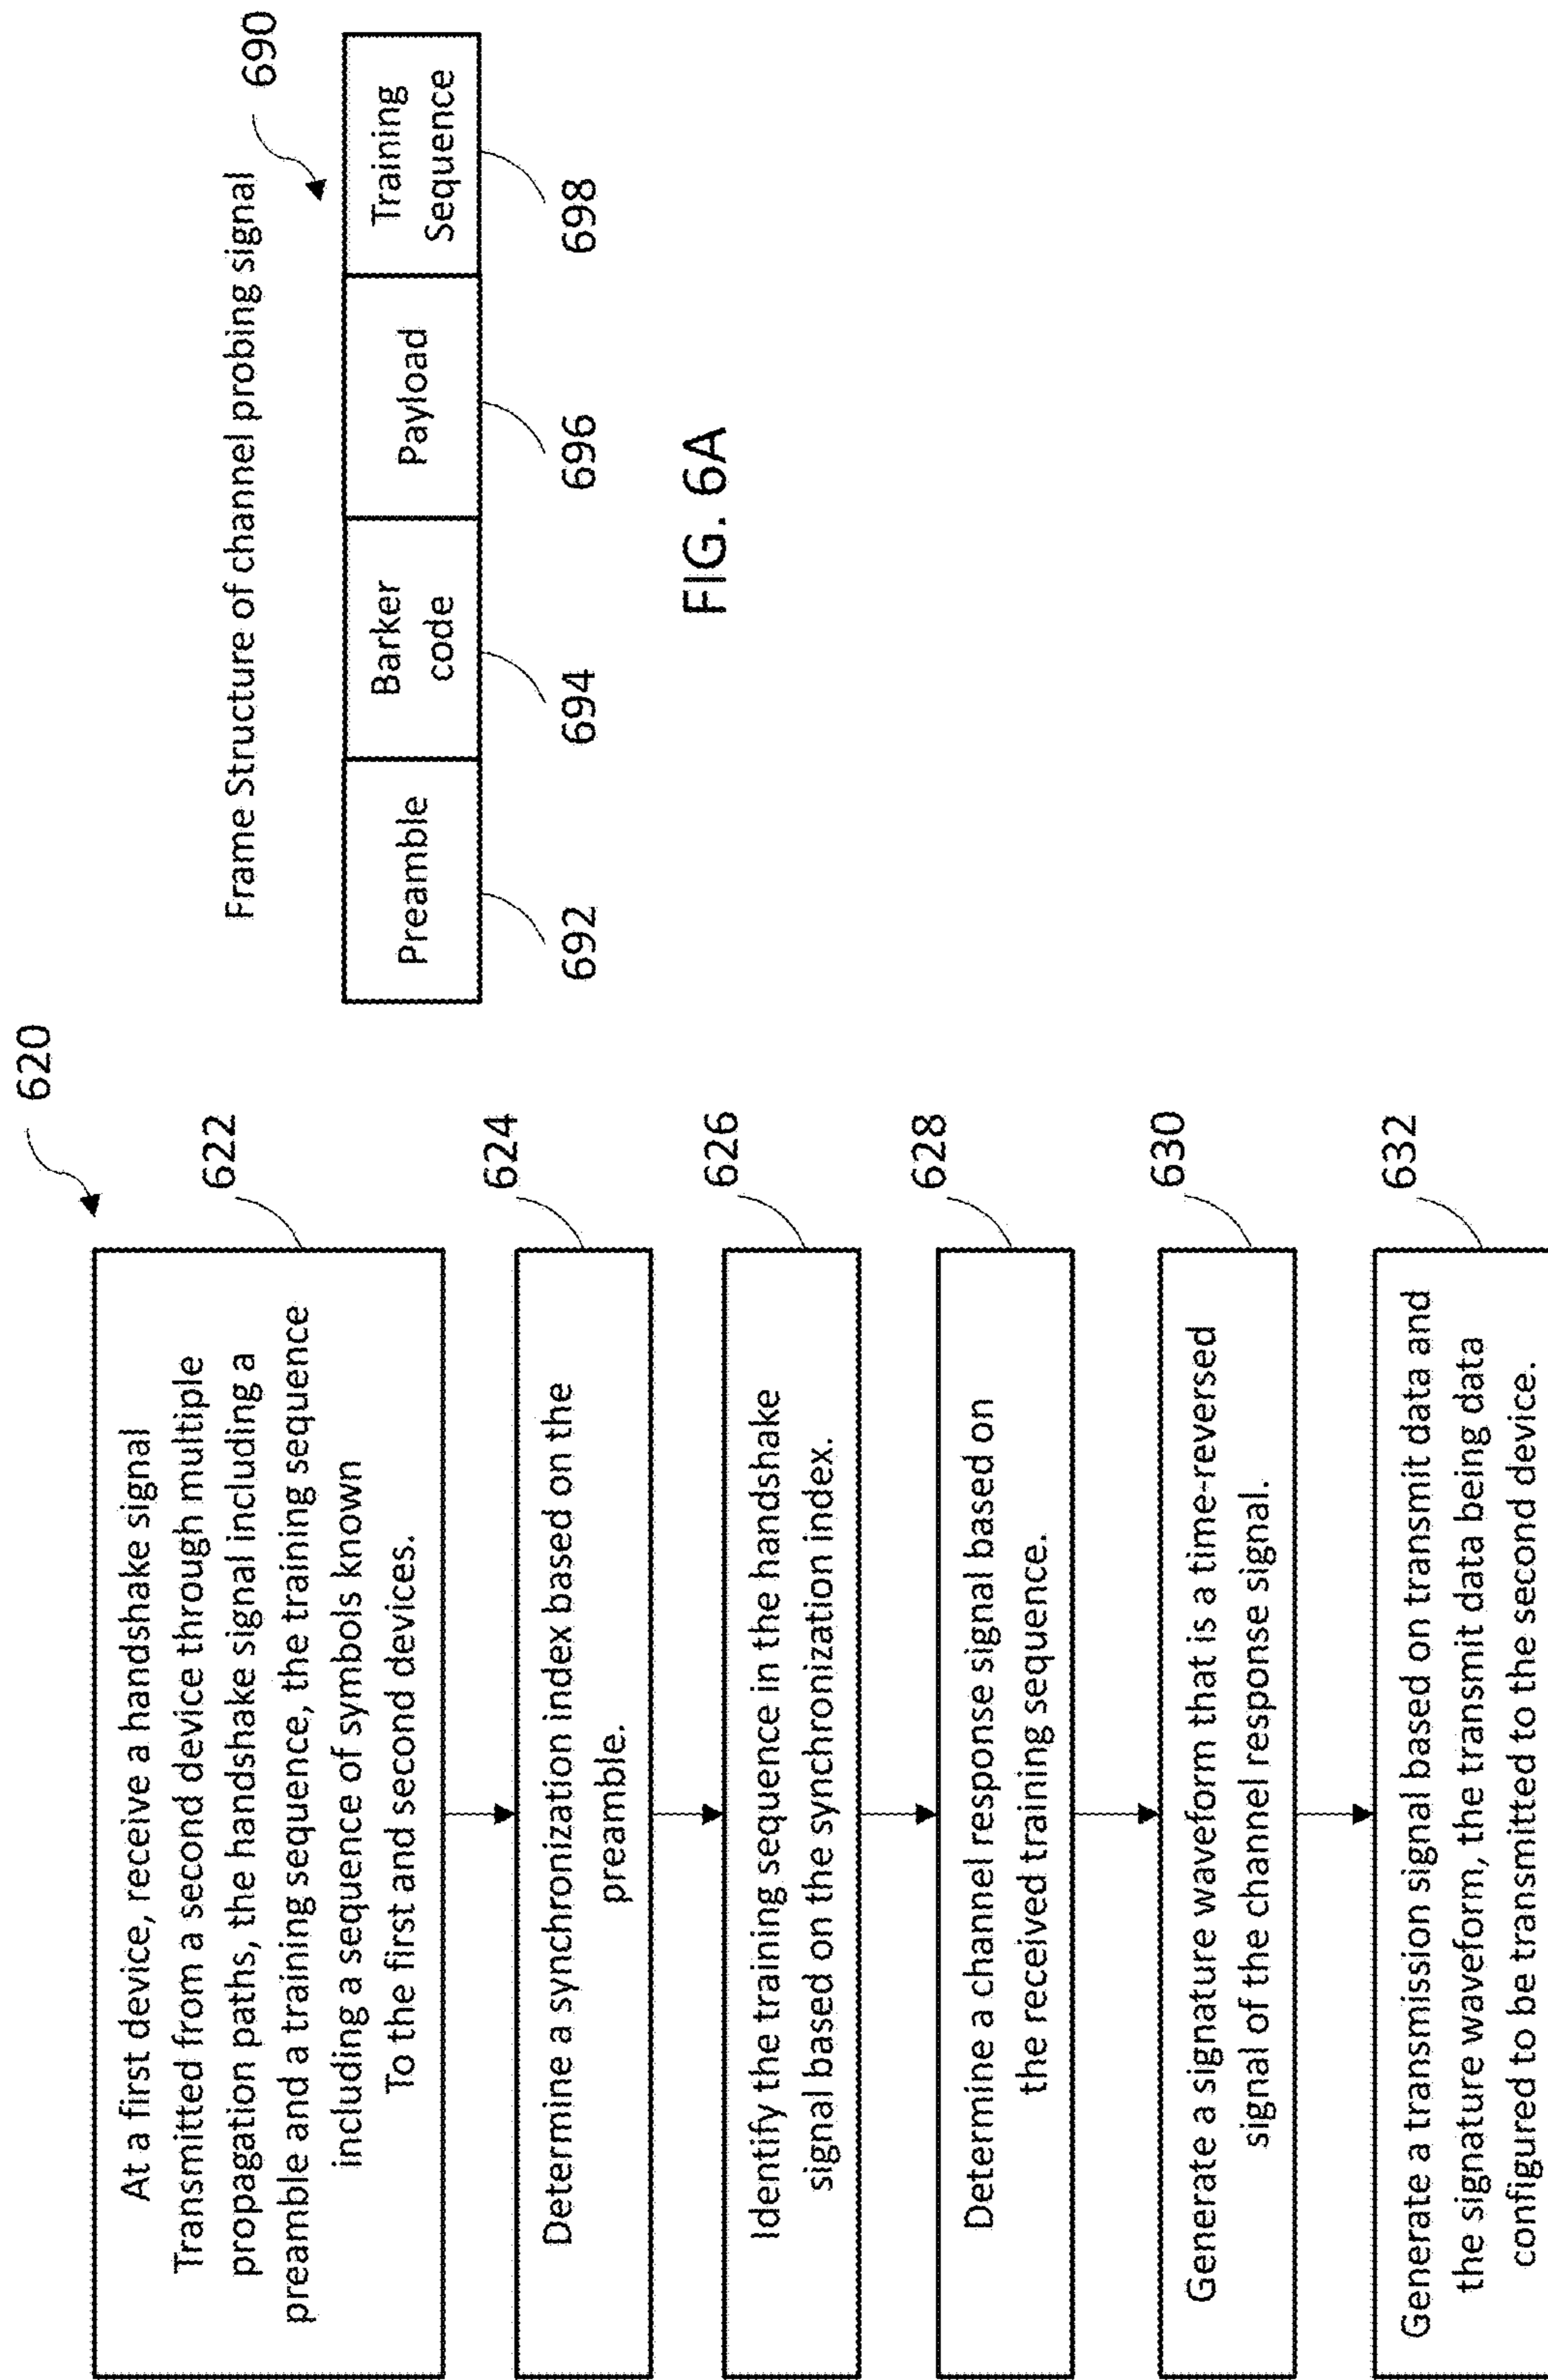 620
At a first device, receive a handshake signal
Transmitted from a second device through multiple
propagation paths, the handshake signal including a
preamble and a training sequence, the training sequence
including a sequence of symbols known
To the first and second devices.
622
Determine a synchronization index based on the
preamble.
624
Identify the training sequence in the handshake
signal based on the synchronization index.
626
Determine a channel response signal based on
the received training sequence.
628
Generate a signature waveform that is a time-reversed
signal of the channel response signal.
630
Generate a transmission signal based on transmit data and
the signature waveform, the transmit data being data
configured to be transmitted to the second device.
632
Frame Structure of channel probing signal
690
Preamble
Barker
code
Payload
Training
Sequence
692
694
696
698
FIG. 6A